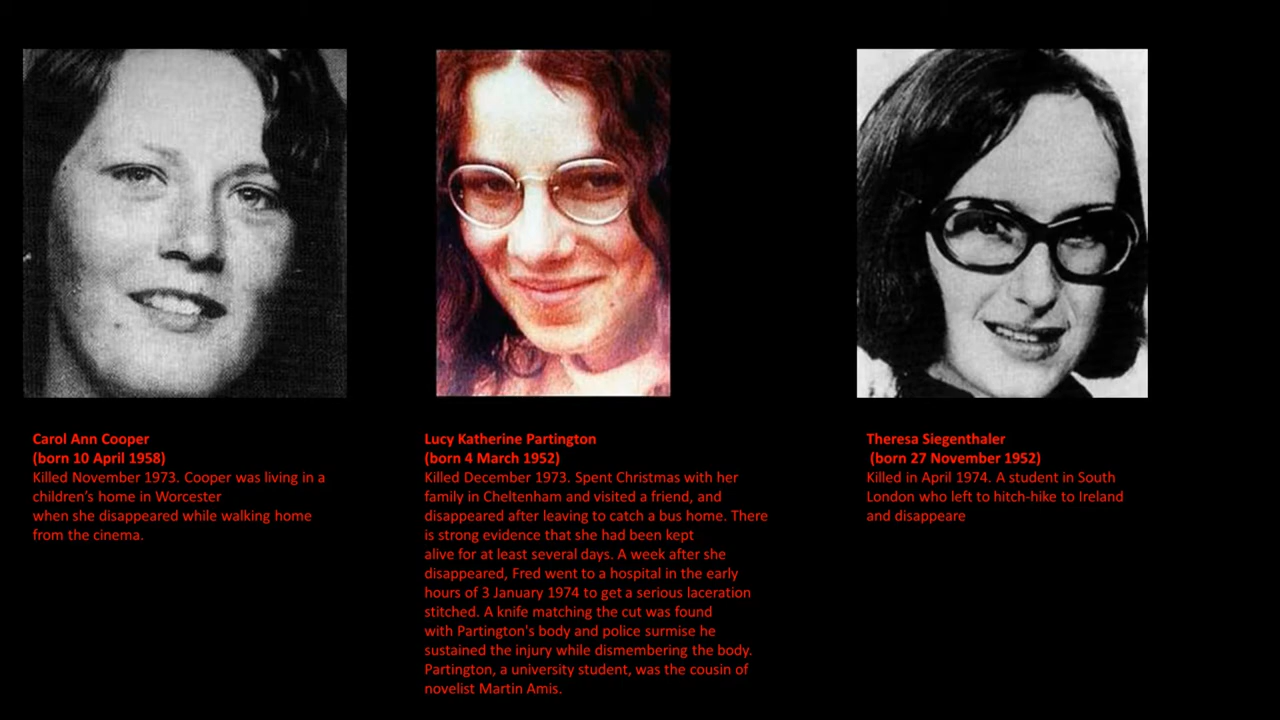 Carol Ann Cooper
(born 10 April 1958)
Killed November 1973. Cooper was living in a
children's home in Worcester
when she disappeared while walking home
from the cinema.
Lucy Katherine Partington
(born 4 March 1952)
Killed December 1973. Spent Christmas with her
family in Cheltenham and visited a friend, and
disappeared after leaving to catch a bus home. There
is strong evidence that she had been kept
alive for at least several days. A week after she
disappeared, Fred went to a hospital in the early
hours of 3 January 1974 to get a serious laceration
stitched. A knife matching the cut was found
with Partington's body and police surmise he
sustained the injury while dismembering the body.
Partington, a university student, was the cousin of
novelist Martin Amis.
Theresa Siegenthaler
(born 27 November 1952)
Killed in April 1974. A student in South
London who left to hitch-hike to Ireland
and disappeare